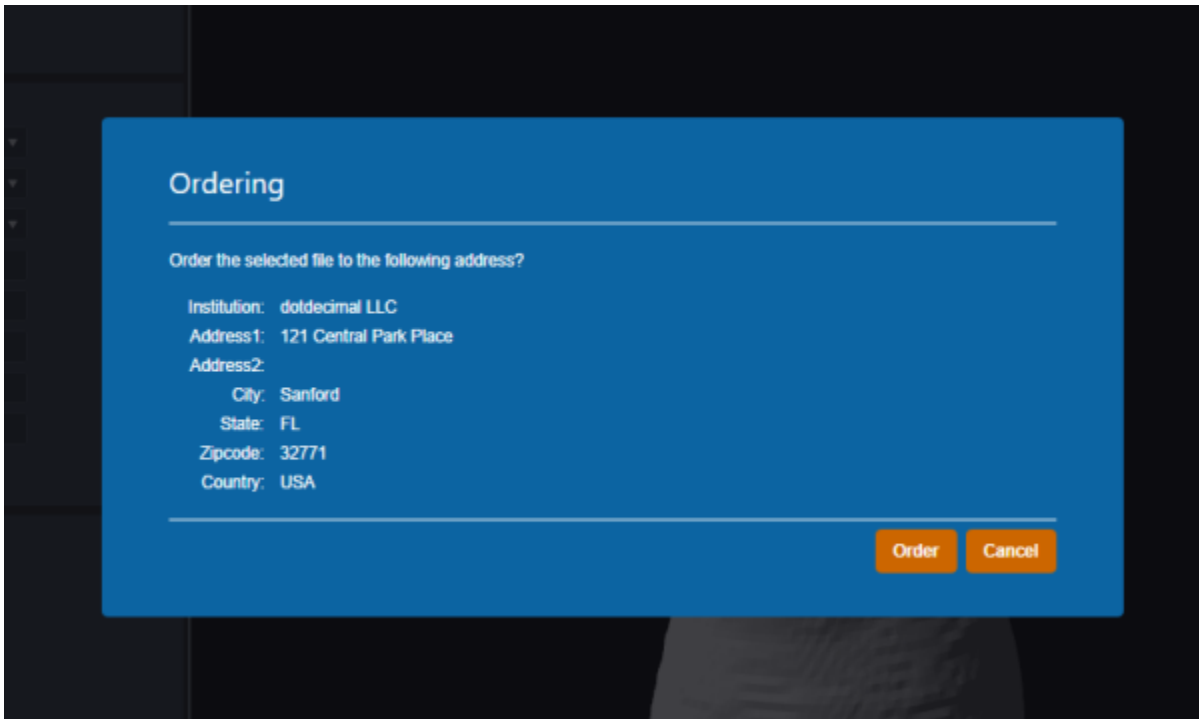 Ordering
Order the selected file to the following address?
Institution: dotdecimal LLC
Address1: 121 Central Park Place
Address2:
City: Sanford
State: FL
Zipcode: 32771
Country: USA
Order Cancel